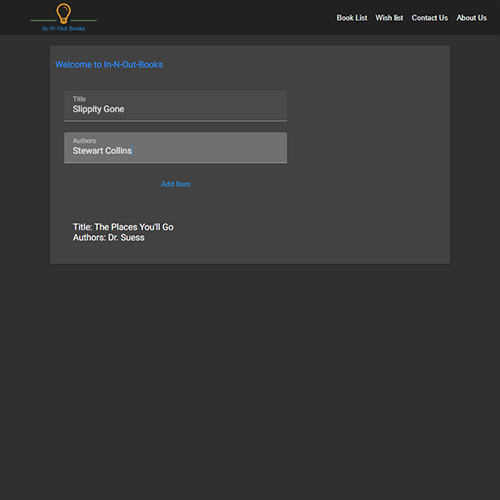 In-N-Out Books
Book List Wish list Contact Us About Us
Welcome to In-N-Out-Books
Title
Slippity Gone
Authors
Stewart Collins
Add Item
Title: The Places You'll Go
Authors: Dr. Suess